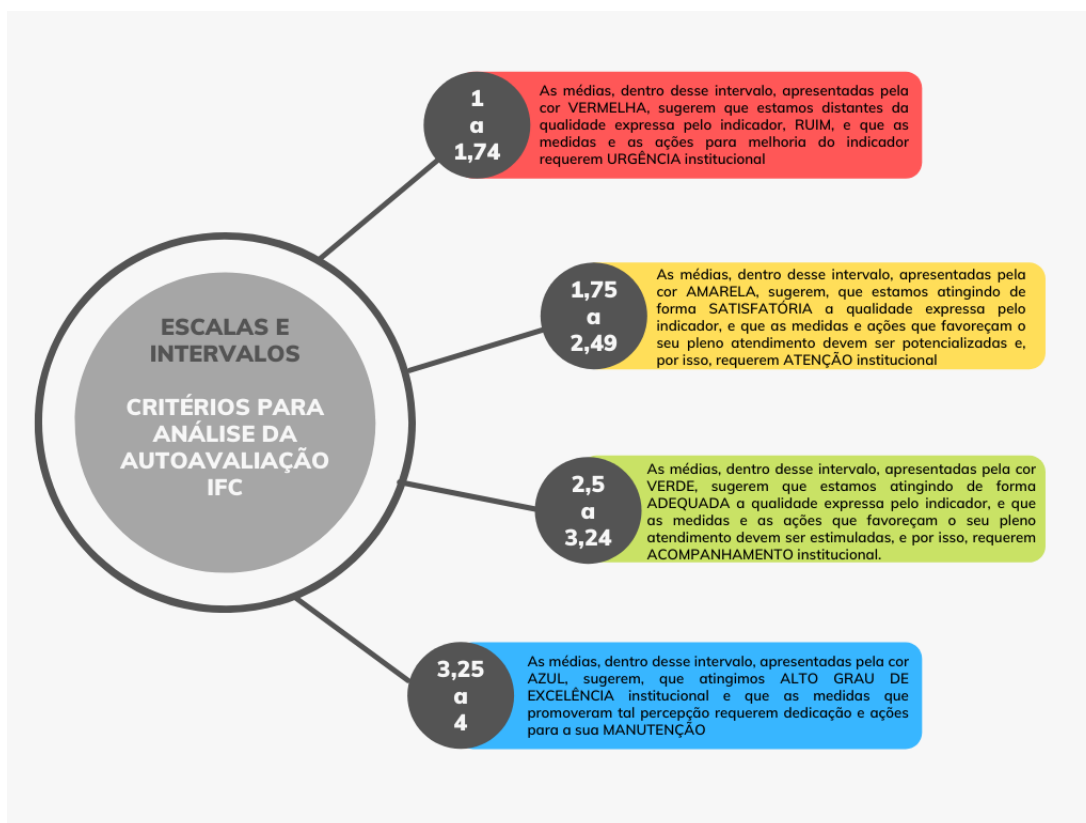 ESCALAS E
INTERVALOS
CRITÉRIOS PARA
ANÁLISE DA
AUTOAVALIAÇÃO
IFC
1
a
1,74
As médias, dentro desse intervalo, apresentadas pela
cor VERMELHA, sugerem que estamos distantes da
qualidade expressa pelo indicador, RUIM, e que as
medidas e as ações para melhoria do indicador
requerem URGÊNCIA institucional
1,75
a
2,49
As médias, dentro desse intervalo, apresentadas pela
cor AMARELA, sugerem, que estamos atingindo de
forma SATISFATÓRIA a qualidade expressa pelo
indicador, e que as medidas e ações que favoreçam o
seu pleno atendimento devem ser potencializadas e,
por isso, requerem ATENÇÃO institucional
2,5
a
3,24
As médias, dentro desse intervalo, apresentadas pela cor
VERDE, sugerem que estamos atingindo de forma
ADEQUADA a qualidade expressa pelo indicador, e que
as medidas e as ações que favoreçam o seu pleno
atendimento devem ser estimuladas, e por isso, requerem
ACOMPANHAMENTO institucional.
3,25
a
4
As médias, dentro desse intervalo, apresentadas pela cor
AZUL, sugerem, que atingimos ALTO GRAU DE
EXCELÊNCIA institucional e que as medidas que
promoveram tal percepção requerem dedicação e ações
para a sua MANUTENÇÃO